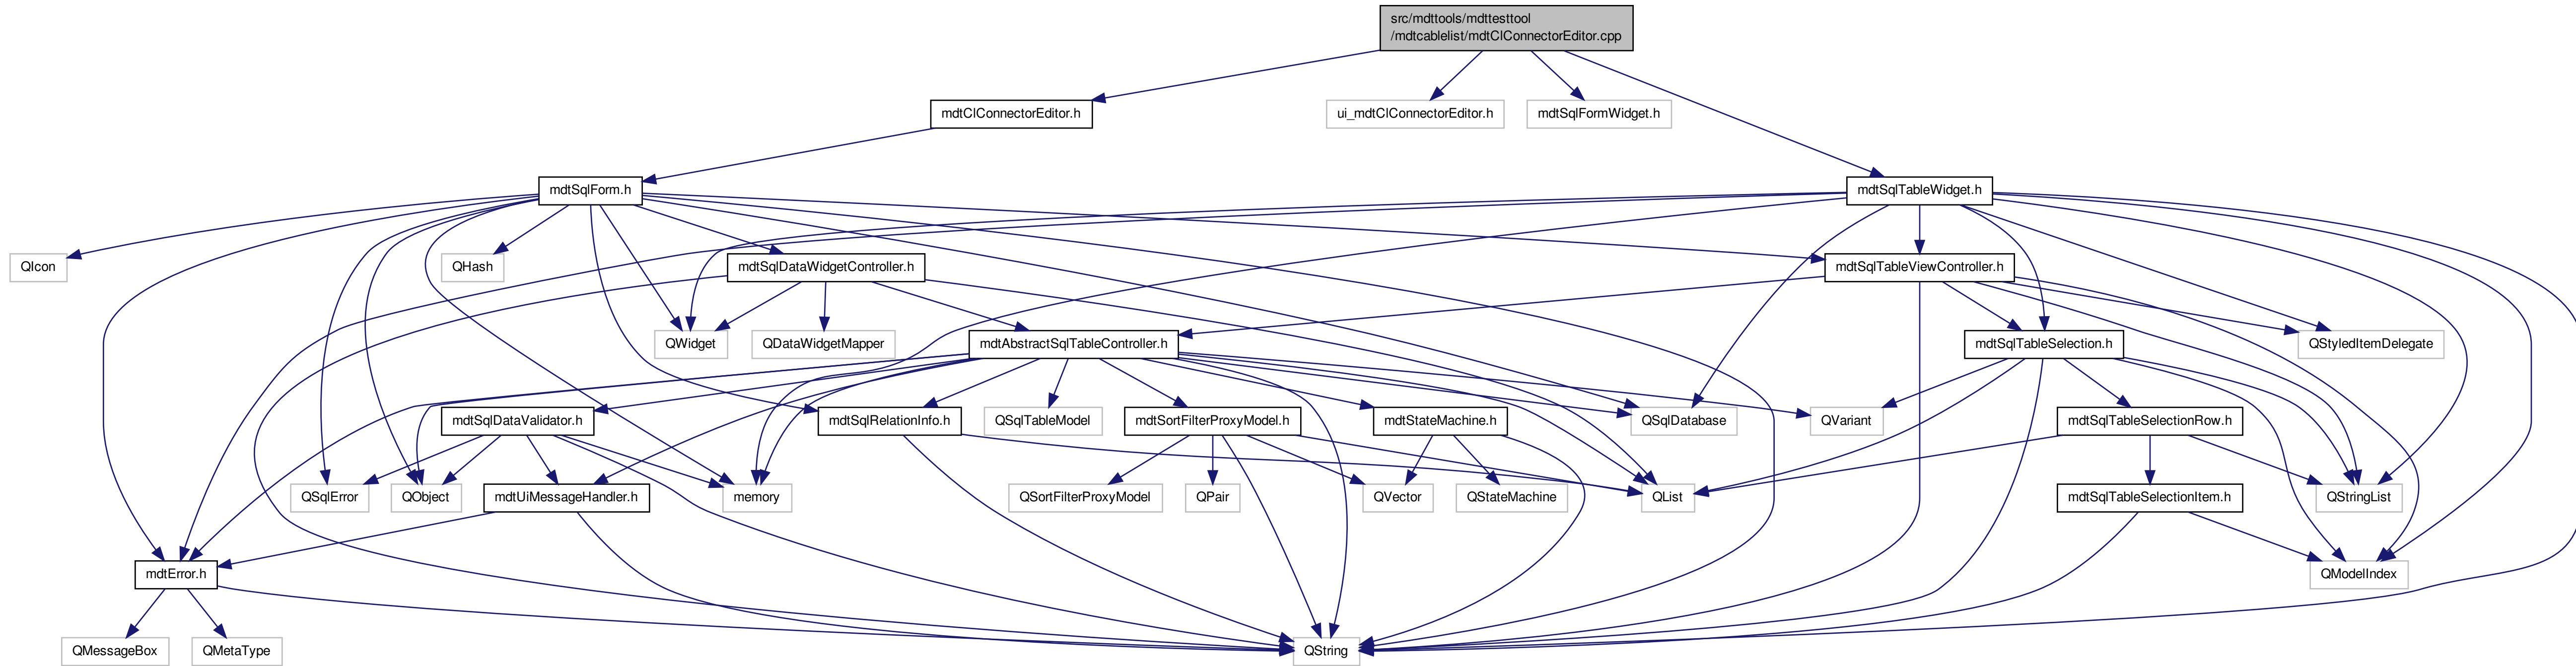 src/mdttools/mdttesttool
/mdtcablelist/mdtClConnectorEditor.cpp
mdtClConnectorEditor.h
ui_mdtClConnectorEditor.h
mdtSqlFormWidget.h
mdtSqlForm.h
mdtSqlTableWidget.h
QIcon
QHash
mdtSqlDataWidgetController.h
mdtSqlTableViewController.h
QWidget
QDataWidgetMapper
mdtAbstractSqlTableController.h
mdtSqlTableSelection.h
QStyledItemDelegate
mdtSqlDataValidator.h
mdtSqlRelationInfo.h
QSqlTableModel
mdtSortFilterProxyModel.h
mdtStateMachine.h
QSqlDatabase
QVariant
mdtSqlTableSelectionRow.h
QSqlError
QObject
mdtUiMessageHandler.h
memory
QSortFilterProxyModel
QPair
QVector
QStateMachine
QList
mdtSqlTableSelectionItem.h
QStringList
mdtError.h
QModelIndex
QMessageBox
QMetaType
QString